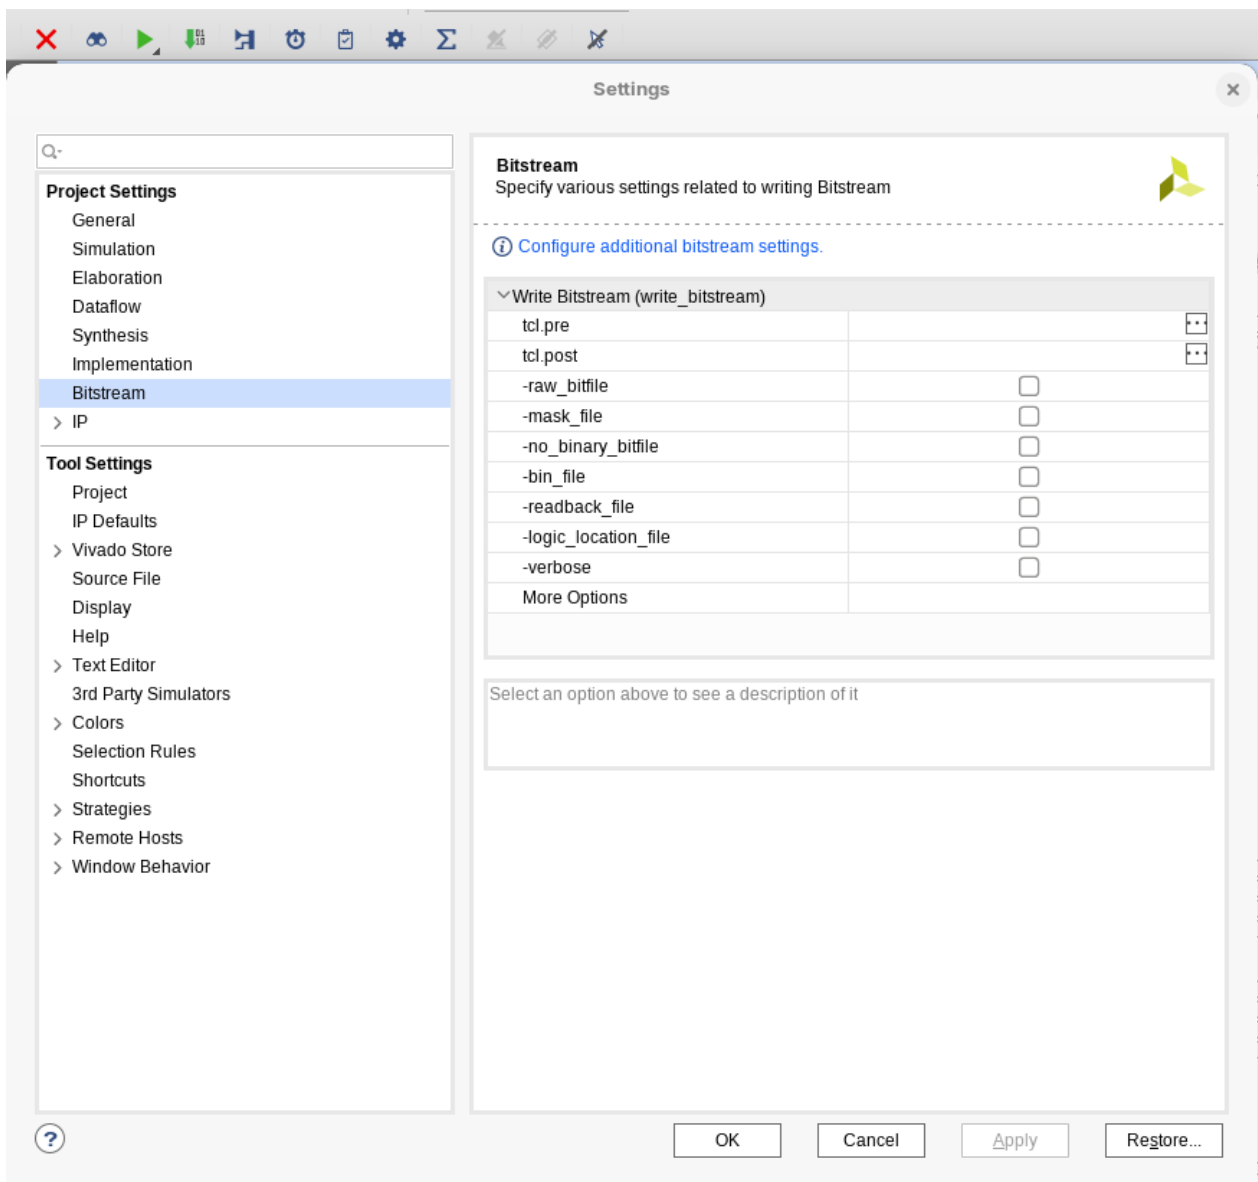 Settings
Project Settings
General
Simulation
Elaboration
Dataflow
Synthesis
Implementation
Bitstream
IP
Tool Settings
Project
IP Defaults
Vivado Store
Source File
Display
Help
Text Editor
3rd Party Simulators
Colors
Selection Rules
Shortcuts
Strategies
Remote Hosts
Window Behavior
Bitstream
Specify various settings related to writing Bitstream
Configure additional bitstream settings.
Write Bitstream (write_bitstream)
tcl.pre
tcl.post
-raw_bitfile
-mask_file
-no_binary_bitfile
-bin_file
-readback_file
-logic_location_file
-verbose
More Options
Select an option above to see a description of it
OK
Cancel
Apply
Restore...